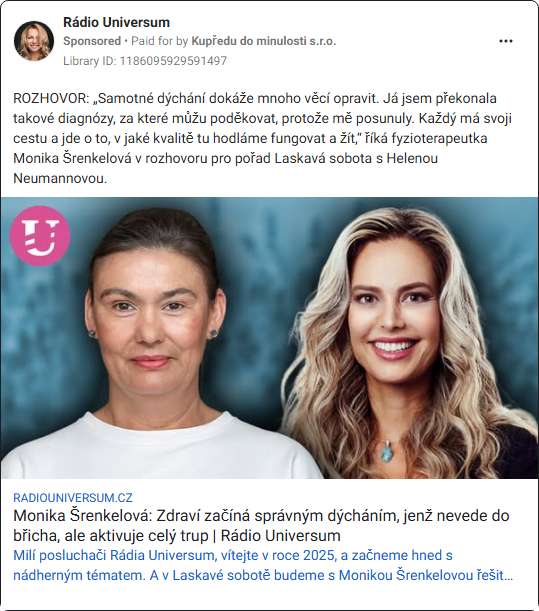 Rádio Universum
Sponsored • Paid for by Kupředu do minulosti s.r.o.
Library ID: 1186095929591497
ROZHOVOR: „Samotné dýchání dokáže mnoho věcí opravit. Já jsem překonala
takové diagnózy, za které můžu poděkovat, protože mě posunuly. Každý má svoji
cestu a jde o to, v jaké kvalitě tu hodláme fungovat a žít,“ říká fyzioterapeutka
Monika Šrenkelová v rozhovoru pro pořad Laskavá sobota s Helenou
Neumannovou.
U
RADIOUNIVERSUM.CZ
Monika Šrenkelová: Zdraví začíná správným dýcháním, jenž nevede do
břicha, ale aktivuje celý trup | Rádio Universum
Milí posluchači Rádia Universum, vítejte v roce 2025, a začneme hned s
nádherným tématem. A v Laskavé sobotě budeme s Monikou Šrenkelovou řešit...